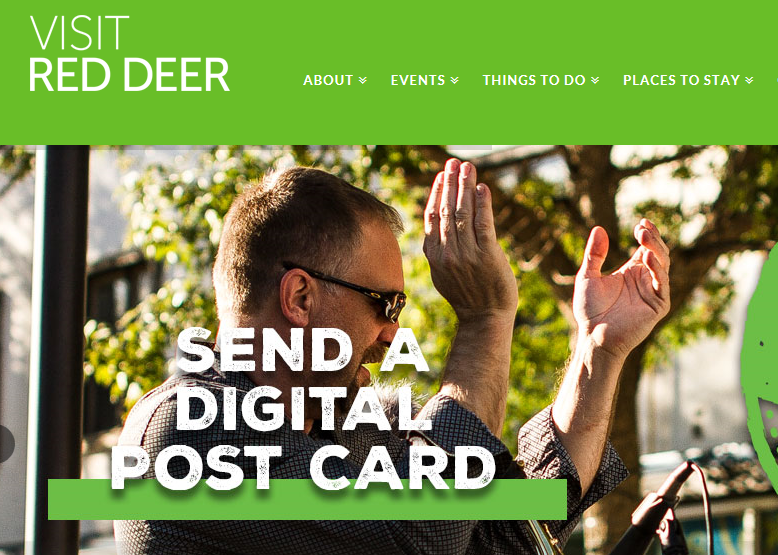 VISIT
RED DEER
ABOUT
EVENTS
THINGS TO DO
PLACES TO STAY
SEND A
DIGITAL
POST CARD